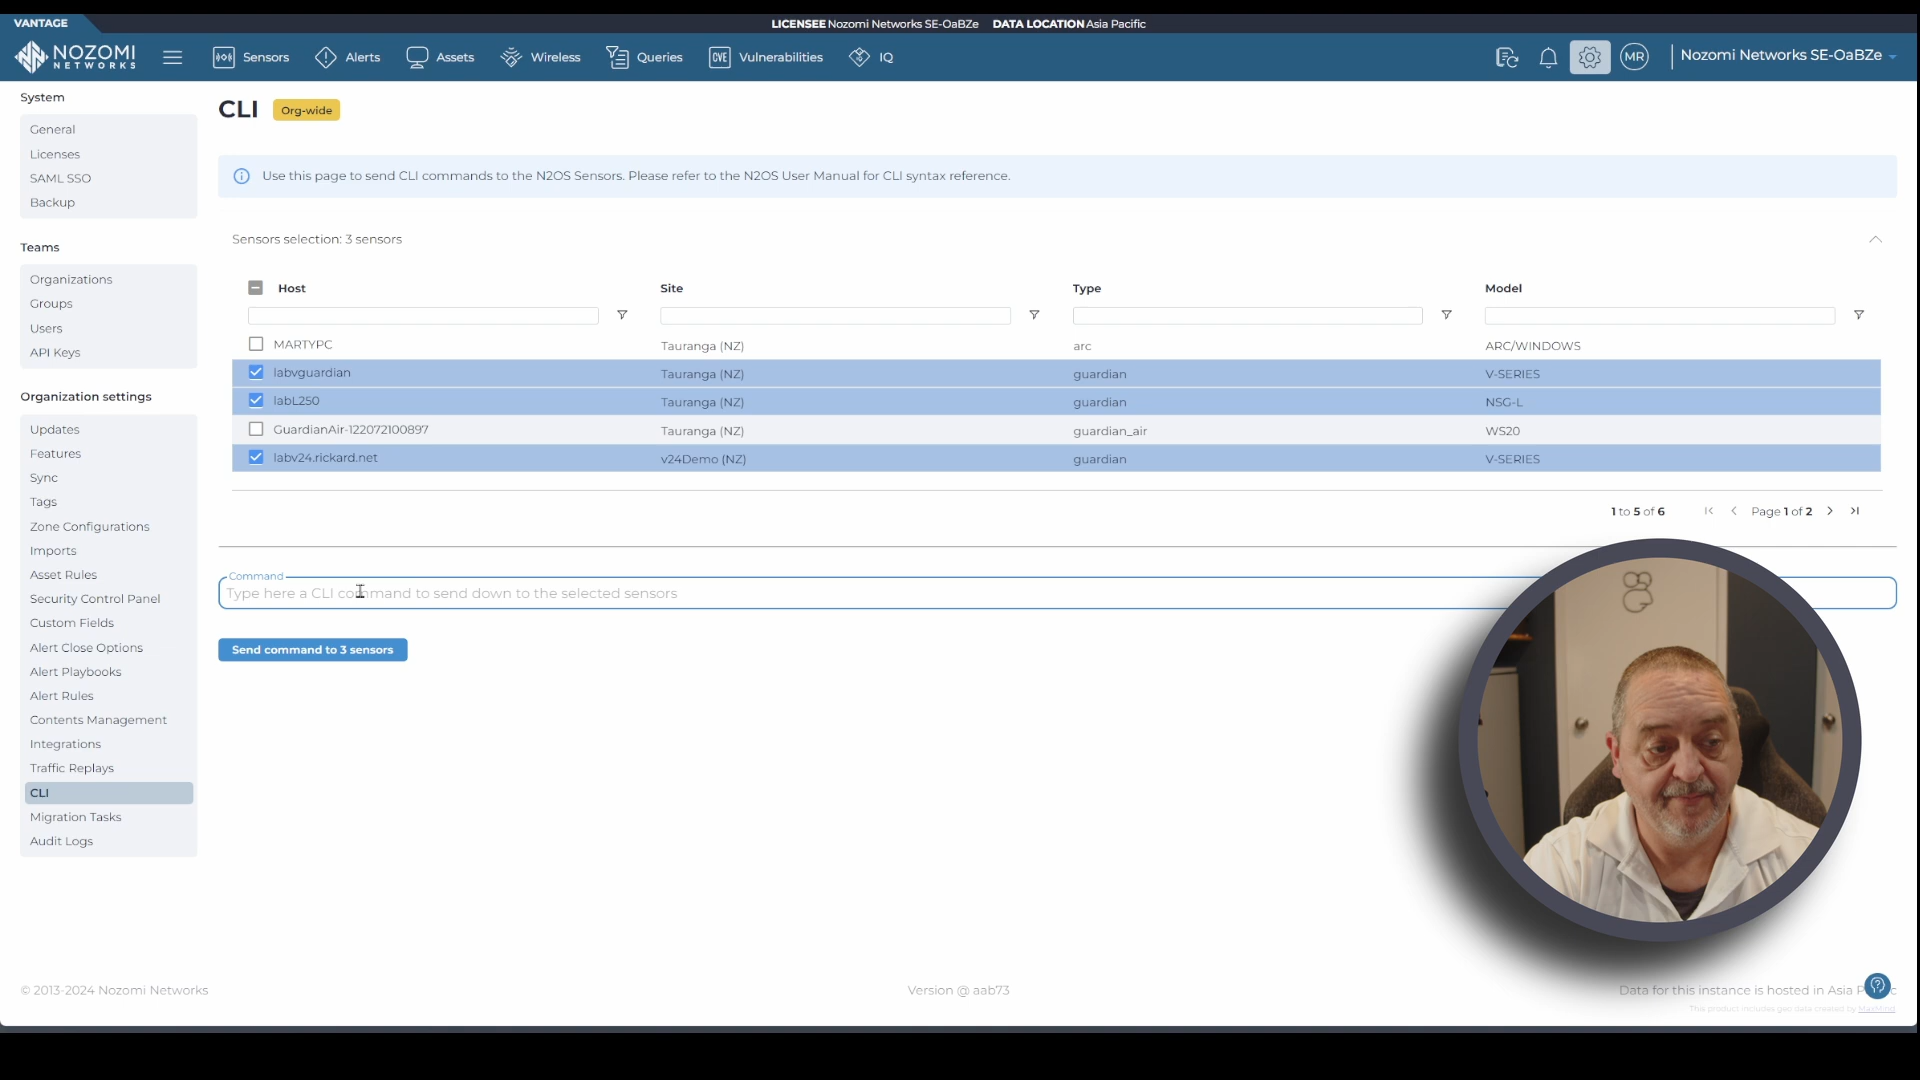 VANTAGE
LICENSEE Nozomi Networks SE-OaBZe DATA LOCATION Asia Pacific
NOZOMI NETWORKS
Sensors Alerts Assets Wireless Queries CVE Vulnerabilities IQ
MR Nozomi Networks SE-OaBZe
System
General
Licenses
SAML SSO
Backup
Teams
Organizations
Groups
Users
API Keys
Organization settings
Updates
Features
Sync
Tags
Zone Configurations
Imports
Asset Rules
Security Control Panel
Custom Fields
Alert Close Options
Alert Playbooks
Alert Rules
Contents Management
Integrations
Traffic Replays
CLI
Migration Tasks
Audit Logs
CLI Org-wide
Use this page to send CLI commands to the N2OS Sensors. Please refer to the N2OS User Manual for CLI syntax reference.
Sensors selection: 3 sensors
Host Site Type Model
MARTYPC Tauranga (NZ) arc ARC/WINDOWS
labvguardian Tauranga (NZ) guardian V-SERIES
labL250 Tauranga (NZ) guardian NSG-L
GuardianAir-122072100897 Tauranga (NZ) guardian_air WS20
labv24.rickard.net v24Demo (NZ) guardian V-SERIES
1 to 5 of 6 Page 1 of 2
Command
Type here a CLI command to send down to the selected sensors
Send command to 3 sensors
© 2013-2024 Nozomi Networks
Version @ aab73
Data for this instance is hosted in Asia P
This product includes geo data created by MaxMind